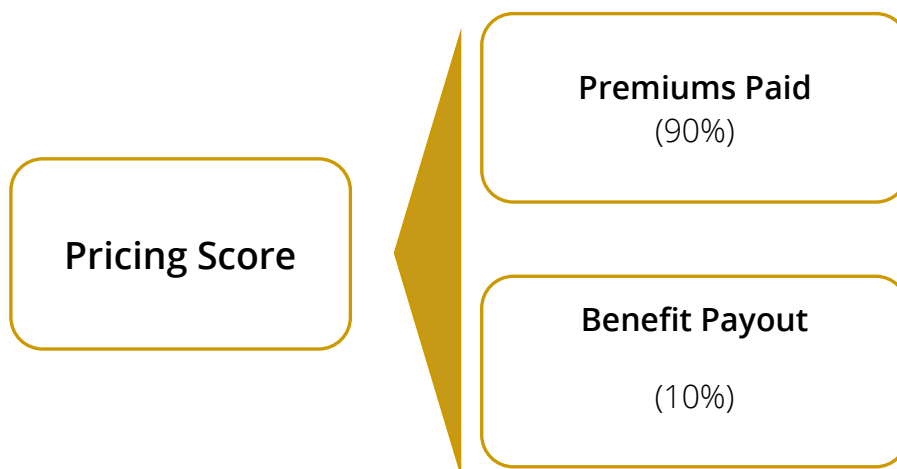 Pricing Score
Premiums Paid
(90%)
Benefit Payout
(10%)